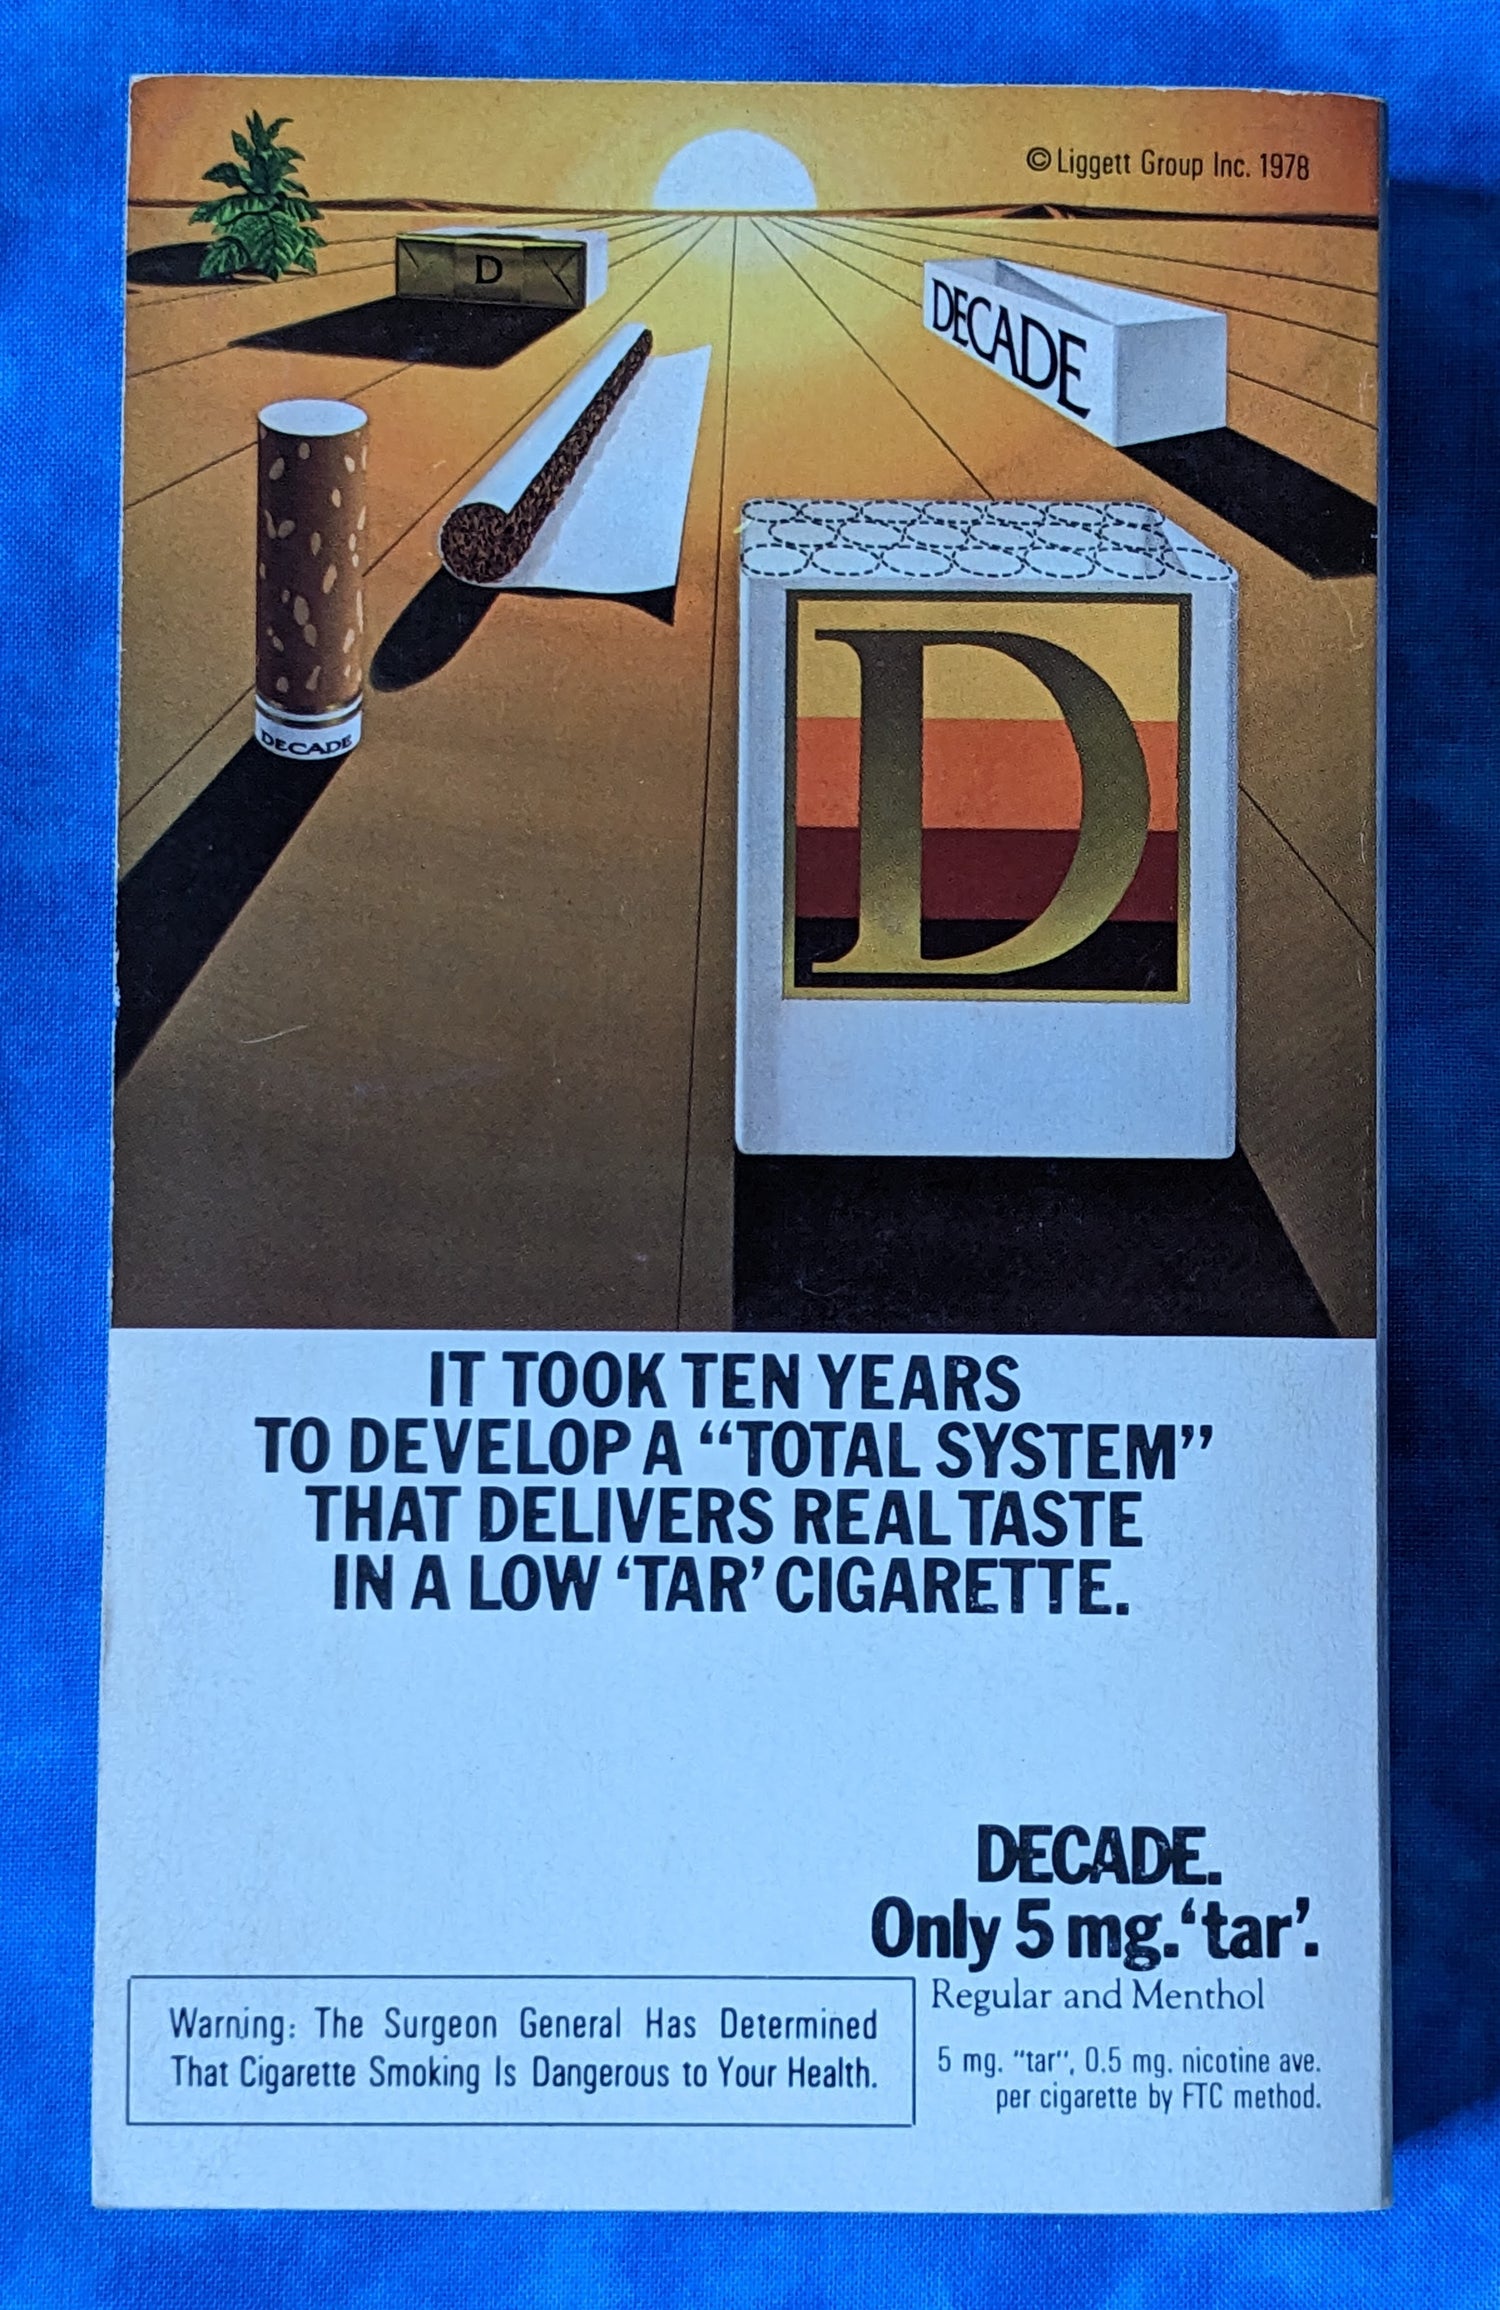 © Liggett Group Inc. 1978
D
DECADE
DECADE
D
IT TOOK TEN YEARS
TO DEVELOP A “TOTAL SYSTEM”
THAT DELIVERS REAL TASTE
IN A LOW ‘TAR’ CIGARETTE.
DECADE.
Only 5 mg. ‘tar’.
Regular and Menthol
5 mg. "tar", 0.5 mg. nicotine ave.
per cigarette by FTC method.
Warning: The Surgeon General Has Determined
That Cigarette Smoking Is Dangerous to Your Health.